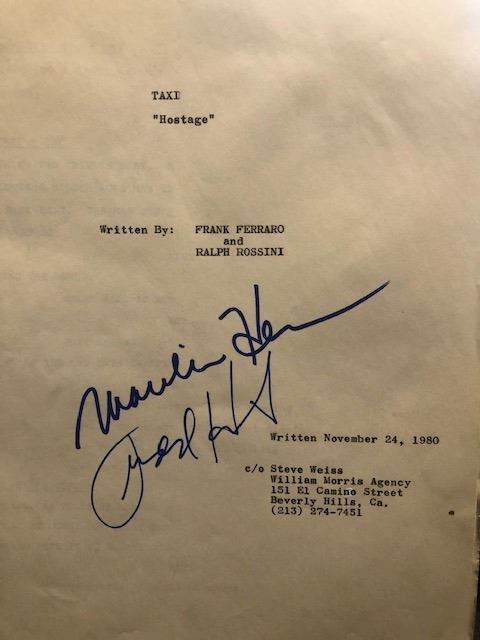 TAXI
"Hostage"
Written By: FRANK FERRARO
and
RALPH ROSSINI
Written November 24, 1980
c/o Steve Weiss
William Morris Agency
151 El Camino Street
Beverly Hills, Ca.
(213) 274-7451